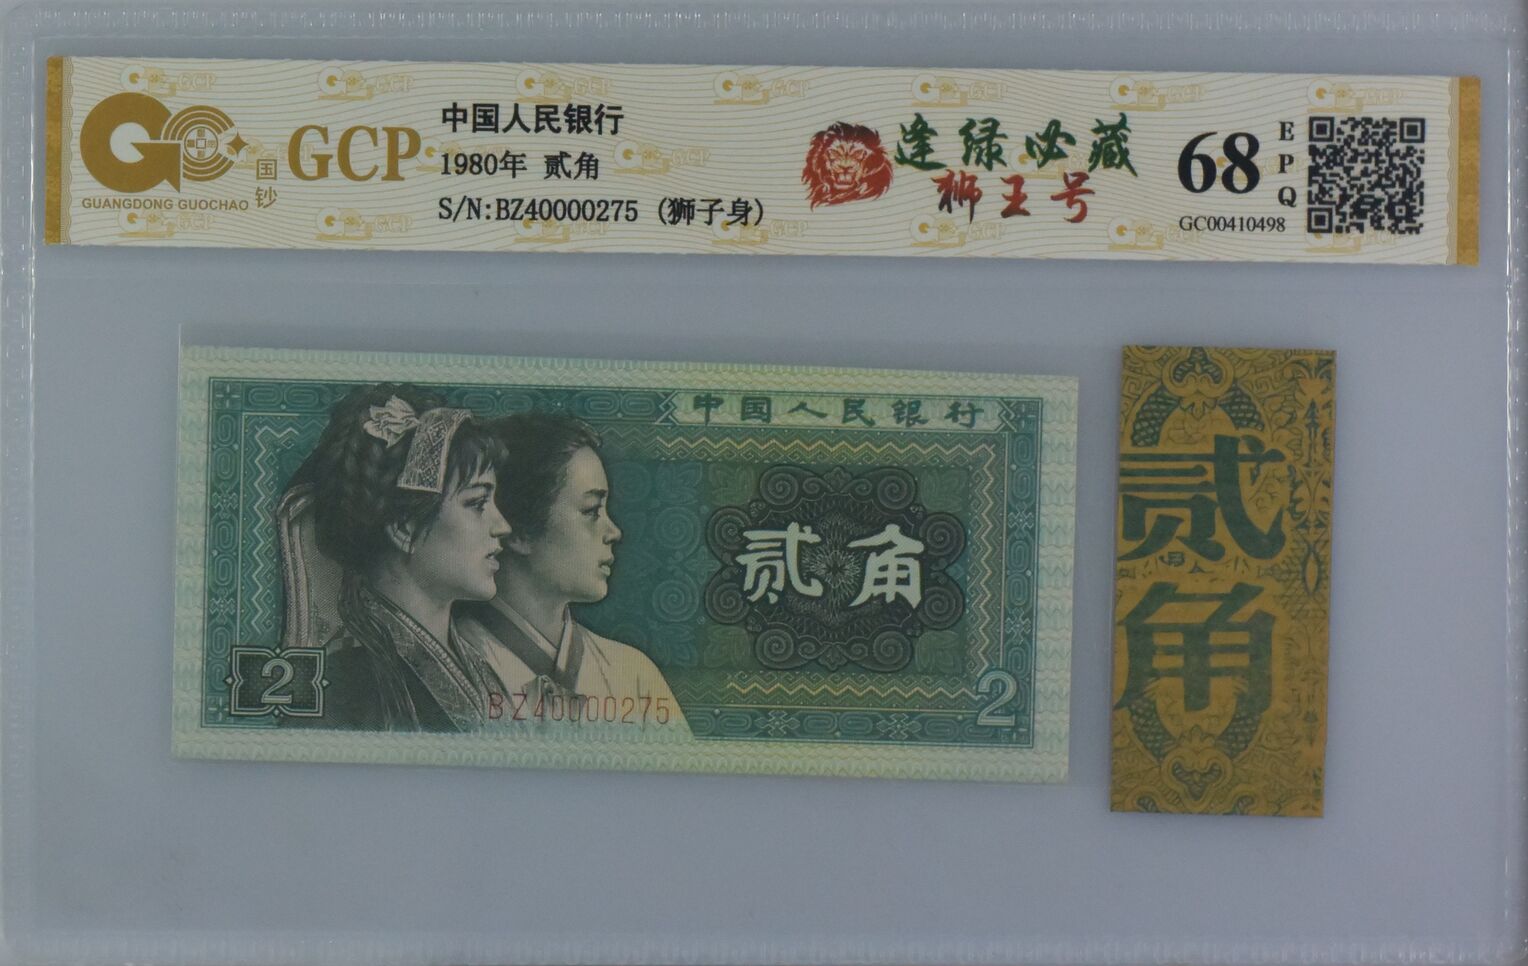 GUANGDONG GUOCHAO
国钞
GCP
中国人民银行
1980年 贰角
S/N:BZ40000275 (狮子身)
逢绿必藏
狮王号
68
EPQ
GC00410498
中国人民银行
贰角
2
BZ40000275
2
贰角